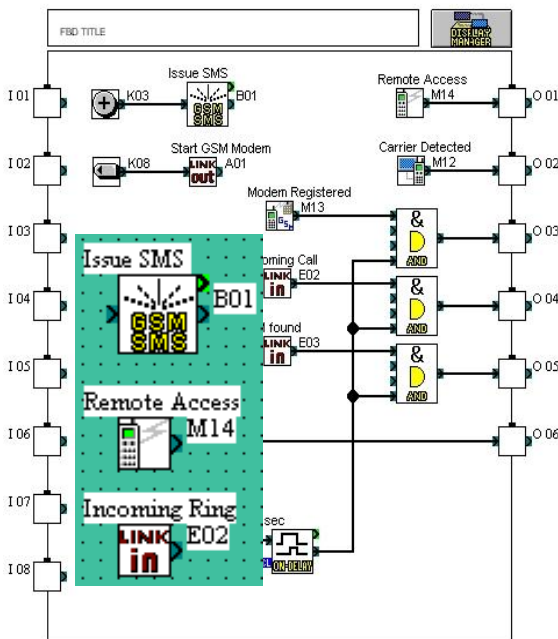 FBD TITLE
DISPLAY MANAGER
I 01
I 02
I 03
I 04
I 05
I 06
I 07
I 08
Issue SMS
K03
GSM
SMS
B01
Start GSM Modem
K08
LINK
out
A01
Modem Registered
M13
oming Call
LINK
in
E02
found
LINK
in
E03
sec
ON-DELAY
Remote Access
M14
Carrier Detected
M12
&
AND
&
AND
&
AND
O 01
O 02
O 03
O 04
O 05
O 06
Issue SMS
GSM
SMS
B01
Remote Access
M14
Incoming Ring
LINK
in
E02